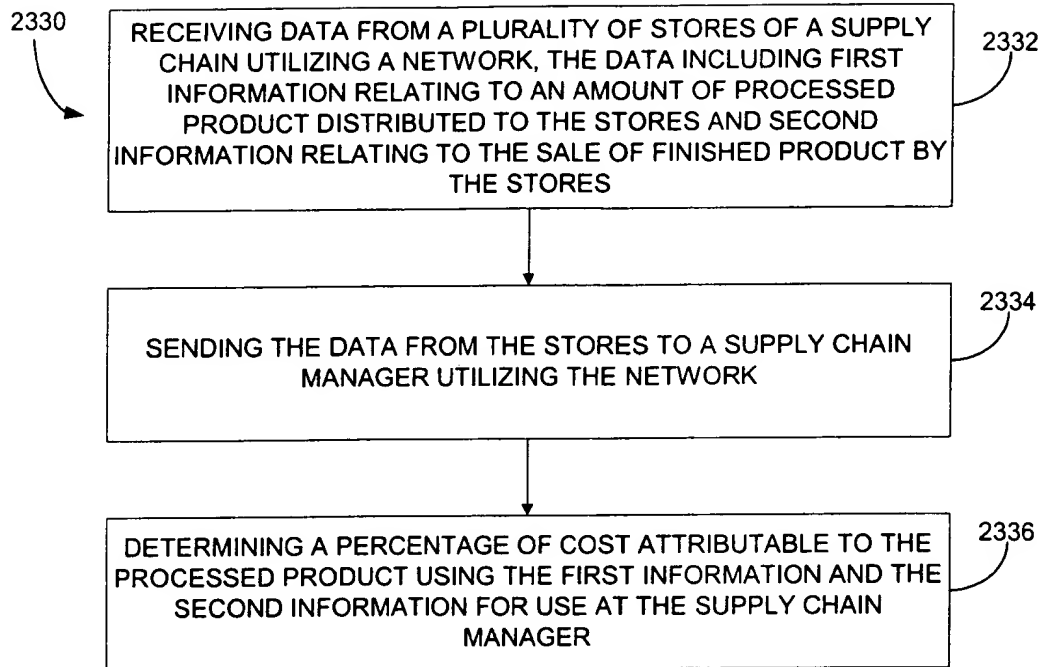 2330
RECEIVING DATA FROM A PLURALITY OF STORES OF A SUPPLY
CHAIN UTILIZING A NETWORK, THE DATA INCLUDING FIRST
INFORMATION RELATING TO AN AMOUNT OF PROCESSED
PRODUCT DISTRIBUTED TO THE STORES AND SECOND
INFORMATION RELATING TO THE SALE OF FINISHED PRODUCT BY
THE STORES
2332
SENDING THE DATA FROM THE STORES TO A SUPPLY CHAIN
MANAGER UTILIZING THE NETWORK
2334
DETERMINING A PERCENTAGE OF COST ATTRIBUTABLE TO THE
PROCESSED PRODUCT USING THE FIRST INFORMATION AND THE
SECOND INFORMATION FOR USE AT THE SUPPLY CHAIN
MANAGER
2336